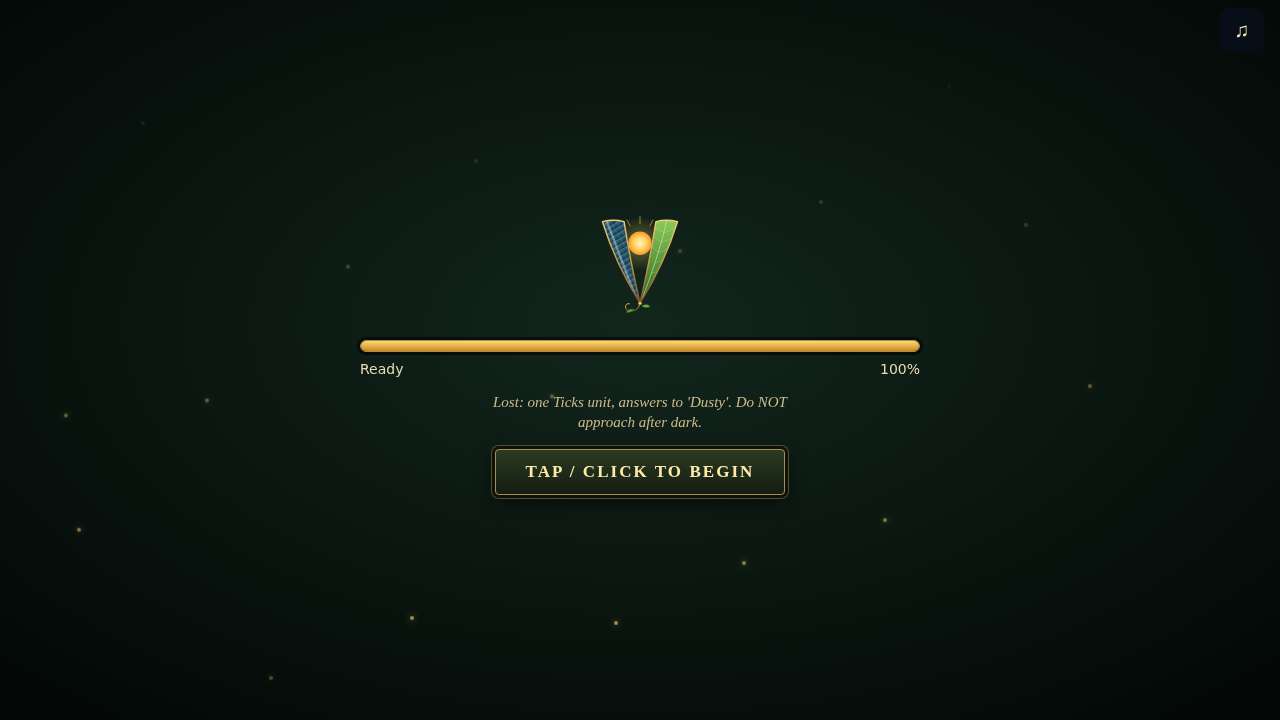 Ready 100%
Lost: one Ticks unit, answers to 'Dusty'. Do NOT
approach after dark.
TAP / CLICK TO BEGIN